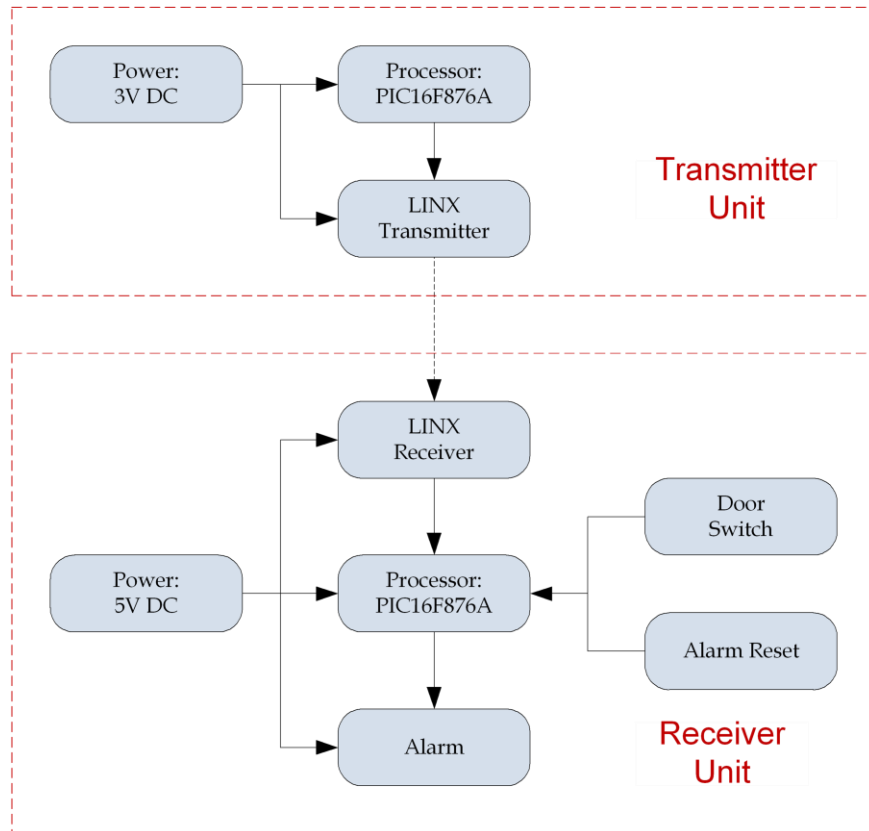 Power:
3V DC
Processor:
PIC16F876A
LINX
Transmitter
Transmitter
Unit
LINX
Receiver
Door
Switch
Power:
5V DC
Processor:
PIC16F876A
Alarm Reset
Alarm
Receiver
Unit